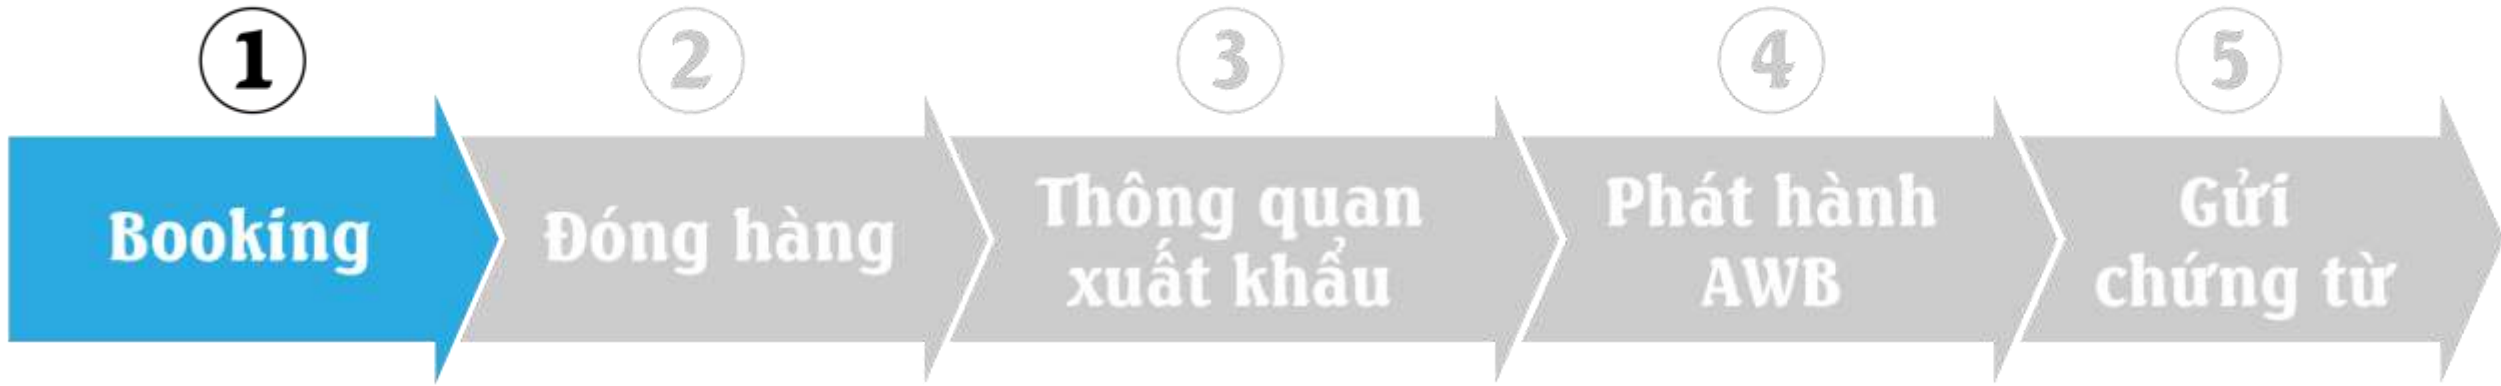 1
2
3
4
5
Booking
Đóng hàng
Thông quan
xuất khẩu
Phát hành
AWB
Gửi
chứng từ